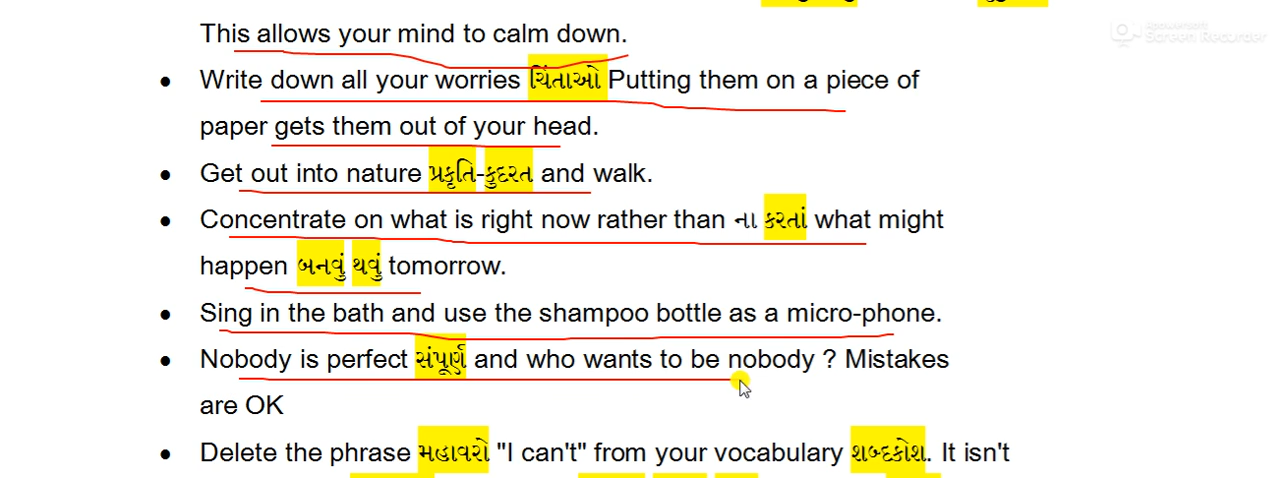 Apowersoft
Screen Recorder
This allows your mind to calm down.
● Write down all your worries ચિંતાઓ Putting them on a piece of
paper gets them out of your head.
● Get out into nature પ્રકૃતિ-કુદરત and walk.
● Concentrate on what is right now rather than ના કરતાં what might
happen બનવું થવું tomorrow.
● Sing in the bath and use the shampoo bottle as a micro-phone.
● Nobody is perfect સંપૂર્ણ and who wants to be nobody ? Mistakes
are OK
● Delete the phrase મહાવરો "I can't" from your vocabulary શબ્દકોશ. It isn't